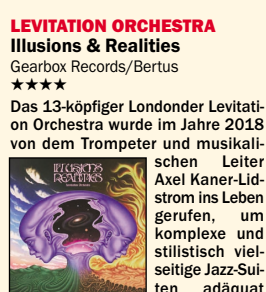 LEVITATION ORCHESTRA
Illusions & Realities
Gearbox Records/Bertus
★★★★
Das 13-köpfiger Londonder Levitati-
on Orchestra wurde im Jahre 2018
von dem Trompeter und musikali-
schen Leiter
Axel Kaner-Lid-
strom ins Leben
gerufen, um
komplexe und
stilistisch viel-
seitige Jazz-Sui-
ten adäquat
ILLUSIONS
REALITIES